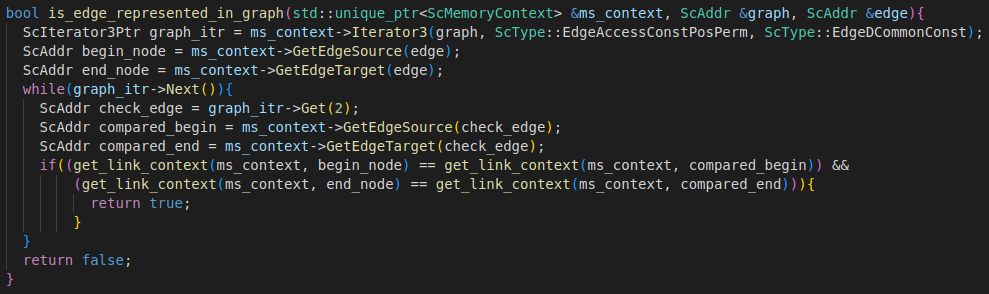 bool is_edge_represented_in_graph(std::unique_ptr<ScMemoryContext> &ms_context, ScAddr &graph, ScAddr &edge){
  ScIterator3Ptr graph_itr = ms_context->Iterator3(graph, ScType::EdgeAccessConstPosPerm, ScType::EdgeDCommonConst);
  ScAddr begin_node = ms_context->GetEdgeSource(edge);
  ScAddr end_node = ms_context->GetEdgeTarget(edge);
  while(graph_itr->Next()){
    ScAddr check_edge = graph_itr->Get(2);
    ScAddr compared_begin = ms_context->GetEdgeSource(check_edge);
    ScAddr compared_end = ms_context->GetEdgeTarget(check_edge);
    if((get_link_context(ms_context, begin_node) == get_link_context(ms_context, compared_begin)) &&
        (get_link_context(ms_context, end_node) == get_link_context(ms_context, compared_end))){
          return true;
        }
  }
  return false;
}